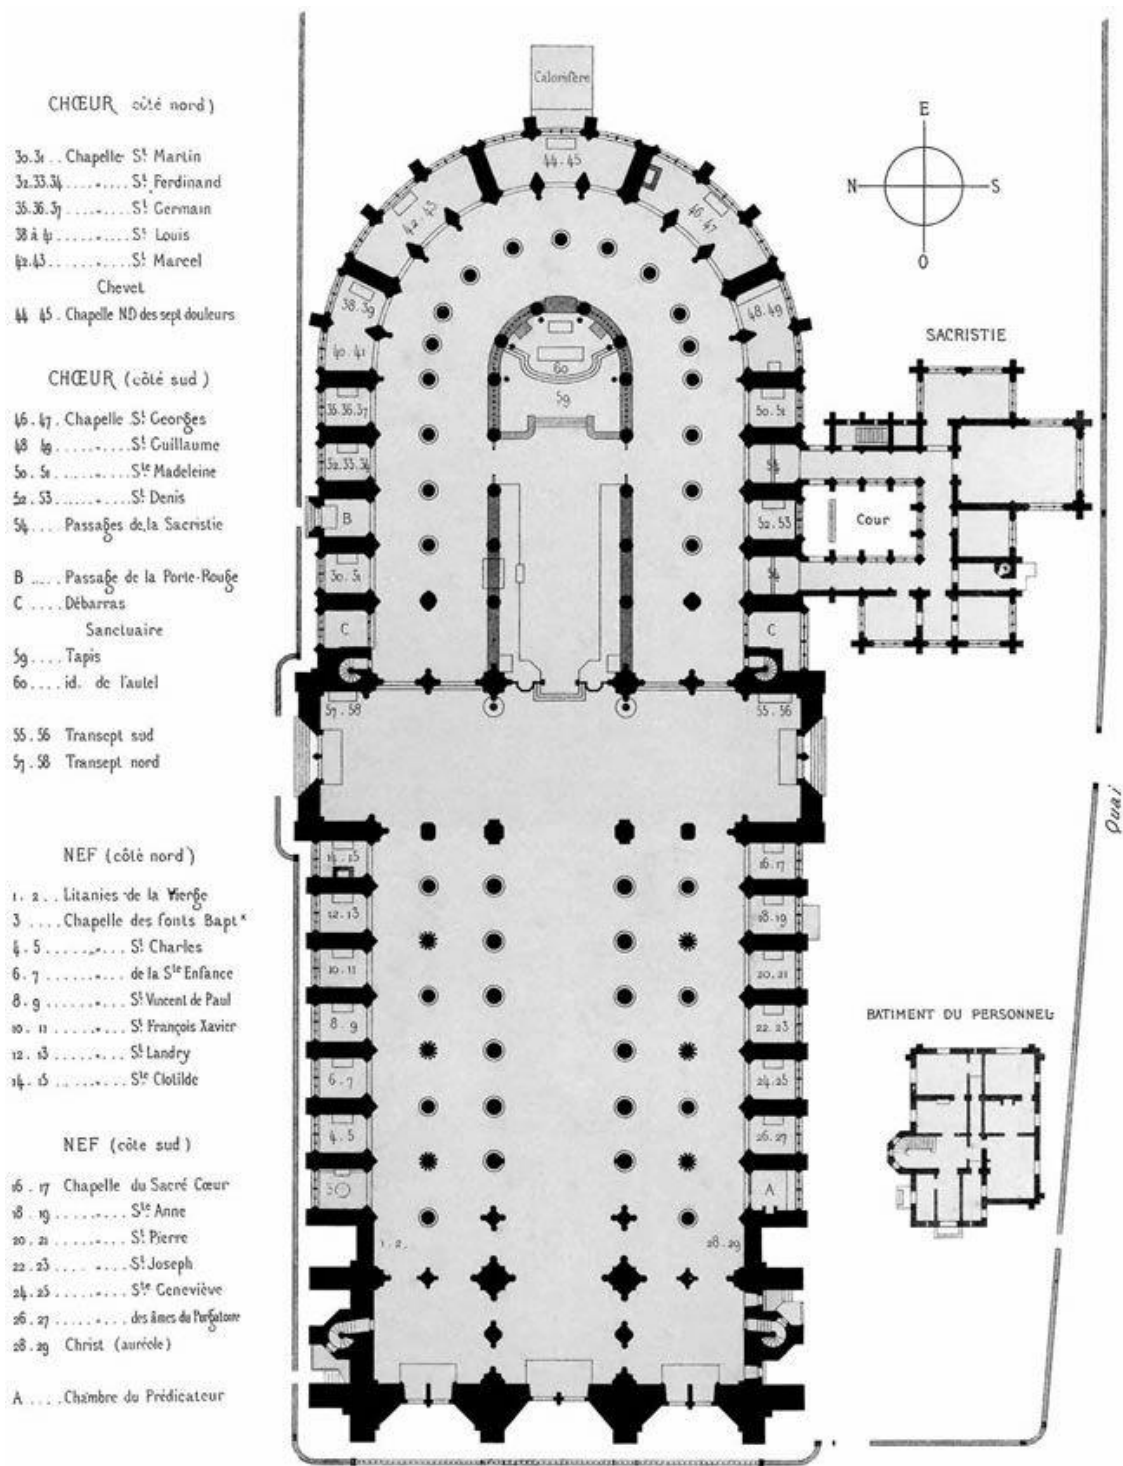 CHŒUR côté nord)
30.31 .. Chapelle St Martin
32.33.34 ....„.... St Ferdinand
35.36.37 ....„.... St Germain
38 à 41 ......„.... St Louis
42.43 ......„.... St Marcel
Chevet
44 45 . Chapelle N.D des sept douleurs
CHŒUR (côté sud)
46.47 . Chapelle St Georges
48 49 ......„.... St Guillaume
50.51 ......„.... Ste Madeleine
52.53 ......„.... St Denis
54 ... Passages de la Sacristie
B ..... Passage de la Porte-Rouge
C .... Débarras
Sanctuaire
59 .... Tapis
60 .... id. de l'autel
55.56 Transept sud
57.58 Transept nord
NEF (côté nord)
1. 2 .. Litanies de la Vierge
3 .... Chapelle des fonts Baptx
4.5 ......„... St Charles
6.7 ......„... de la Ste Enfance
8.9 ......„... St Vincent de Paul
10.11 ......„... St François Xavier
12.13 ......„... St Landry
14.15 ......„... Ste Clotilde
NEF (côte sud)
16.17 Chapelle du Sacré Cœur
18.19 ......„.... Ste Anne
20.21 ......„.... St Pierre
22.23 ......„.... St Joseph
24.25 ......„.... Ste Geneviève
26.27 ......„.... des âmes du Purgatoire
28.29 Christ (auréole)
A .... Chambre du Prédicateur
Calorifère
44.45
42.43
46.47
38.39
48.49
40.41
60
59
35.36.37
50.51
32.33.34
54
B
52.53
30.31
54
C
C
57.58
55.56
14.15
16.17
12.13
18.19
10.11
20.21
8.9
22.23
6.7
24.25
4.5
26.27
3
A
1.2.
28.29
E
N
S
O
SACRISTIE
Cour
Quai
BATIMENT DU PERSONNEL